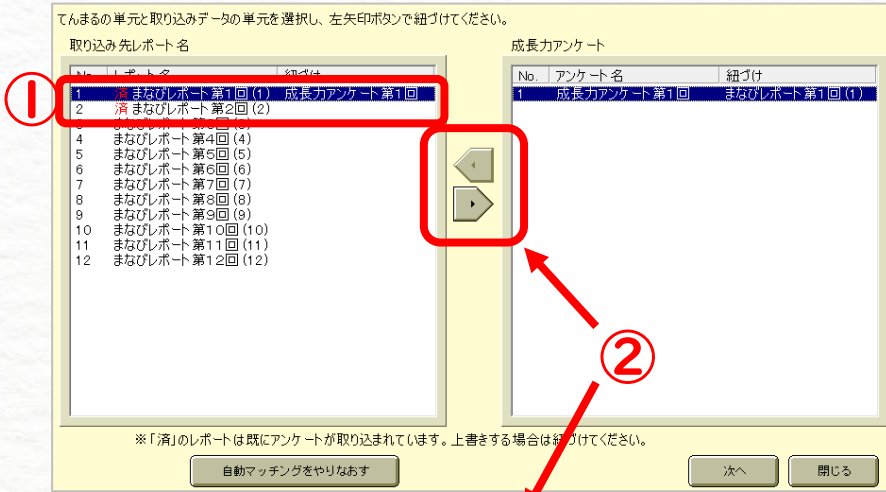 てんまるの単元と取り込みデータの単元を選択し、左矢印ボタンで紐づけてください。
取り込み先レポート名
成長力アンケート
No. レポート名 紐づけ
No. アンケート名 紐づけ
①
1 済 まなびレポート第1回(1) 成長力アンケート第1回
1 成長力アンケート第1回 まなびレポート第1回(1)
2 済 まなびレポート第2回(2)
4 まなびレポート第4回(4)
5 まなびレポート第5回(5)
6 まなびレポート第6回(6)
7 まなびレポート第7回(7)
8 まなびレポート第8回(8)
9 まなびレポート第9回(9)
10 まなびレポート第10回(10)
11 まなびレポート第11回(11)
12 まなびレポート第12回(12)
②
※「済」のレポートは既にアンケートが取り込まれています。上書きする場合は紐づけてください。
自動マッチングをやりなおす
次へ
閉じる